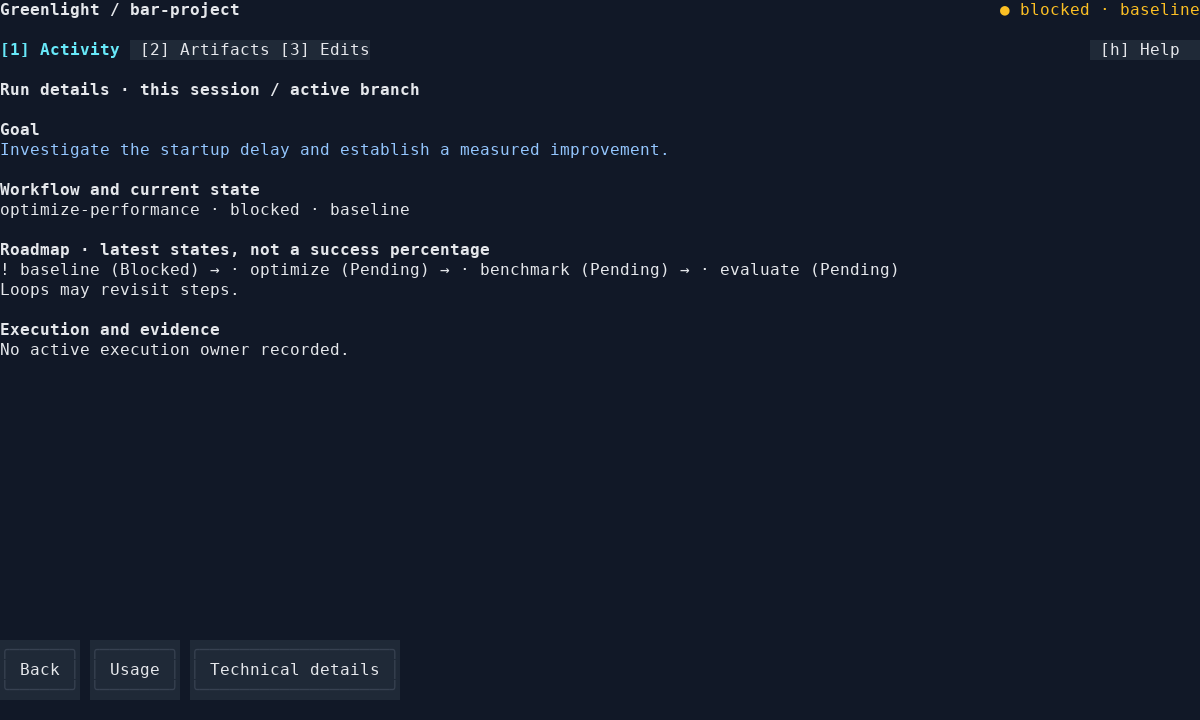 Greenlight / bar-project ● blocked · baseline
[1] Activity [2] Artifacts [3] Edits [h] Help
Run details · this session / active branch
Goal
Investigate the startup delay and establish a measured improvement.
Workflow and current state
optimize-performance · blocked · baseline
Roadmap · latest states, not a success percentage
! baseline (Blocked) → · optimize (Pending) → · benchmark (Pending) → · evaluate (Pending)
Loops may revisit steps.
Execution and evidence
No active execution owner recorded.
Back Usage Technical details